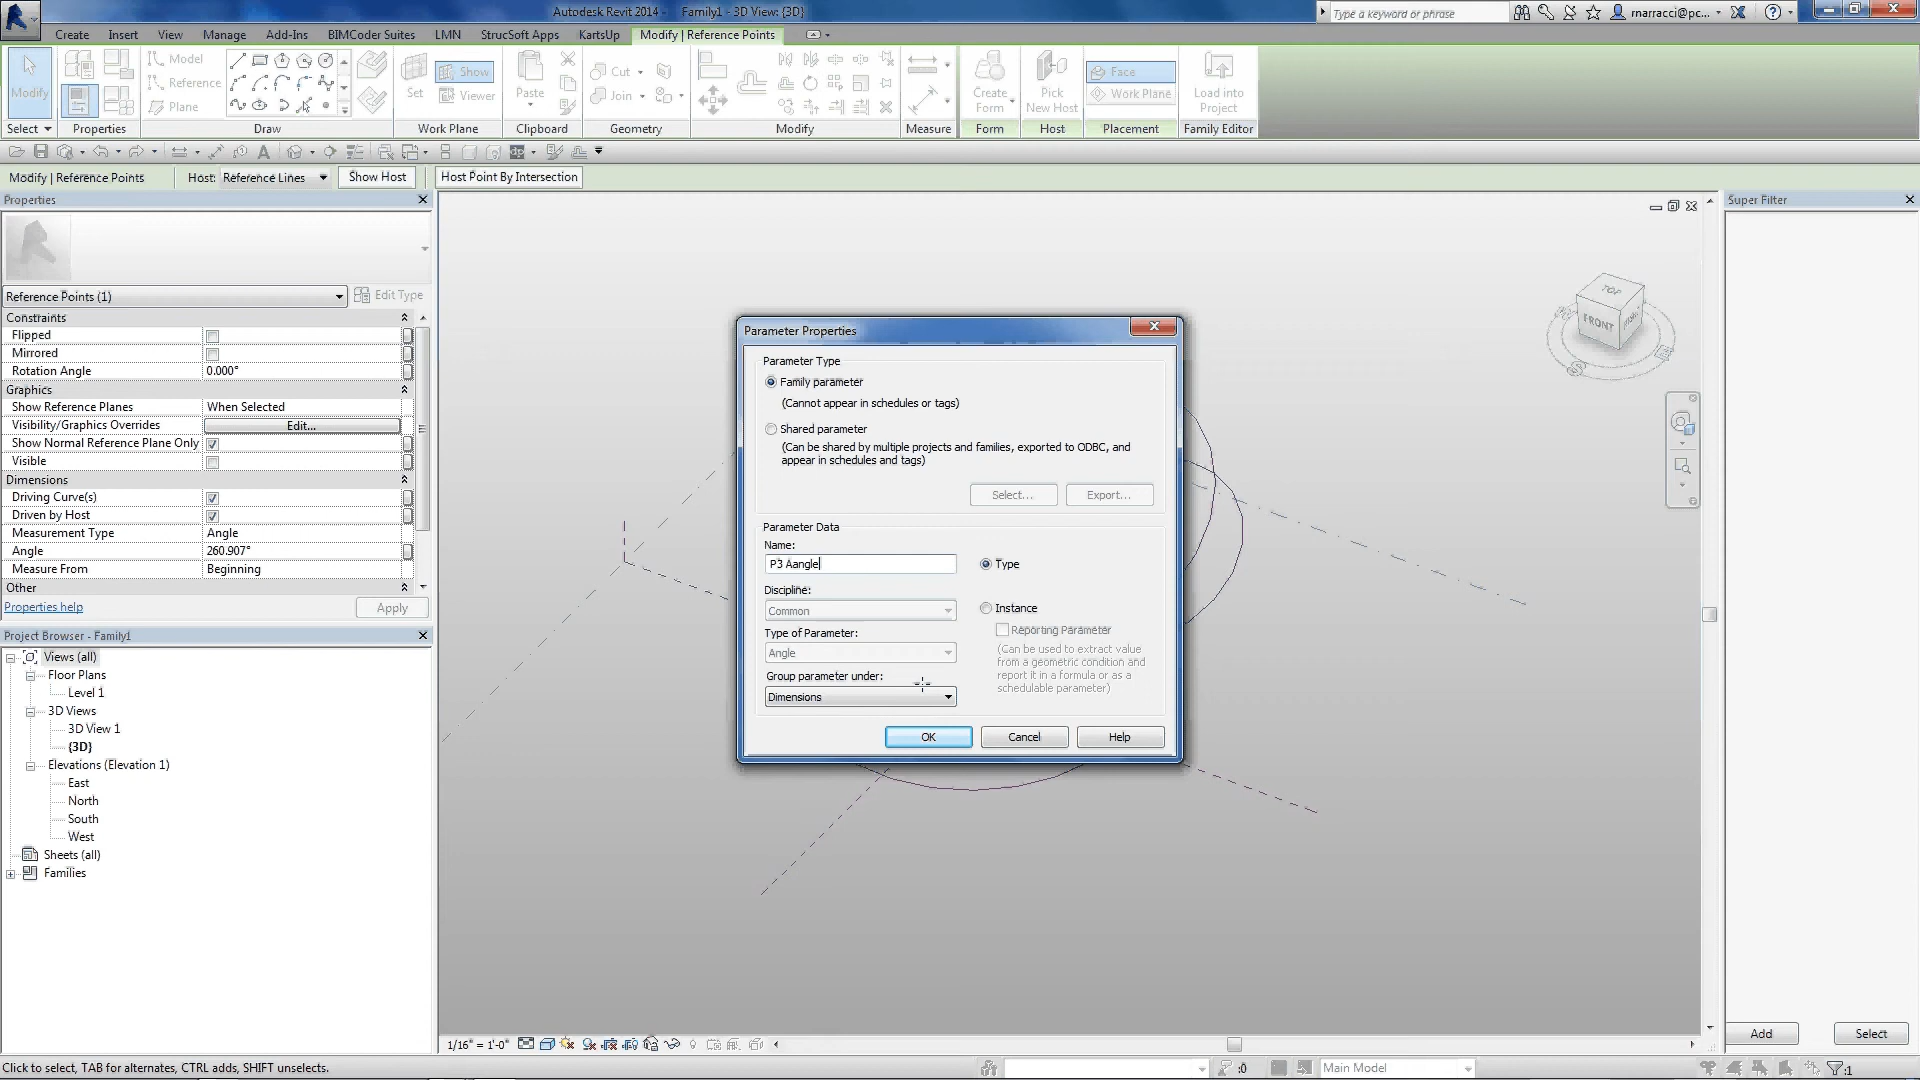 Autodesk Revit 2014 - Family1 - 3D View: {3D}
Type a keyword or phrase
rnarracci@pc...
Create Insert View Manage Add-Ins BIMCoder Suites LMN StrucSoft Apps KartsUp Modify | Reference Points
Modify
Model
Reference
Plane
Set
Show
Viewer
Paste
Cut
Join
Create
Form
Pick
New Host
Face
Work Plane
Load into
Project
Select Properties Draw Work Plane Clipboard Geometry Modify Measure Form Host Placement Family Editor
Modify | Reference Points Host: Reference Lines Show Host Host Point By Intersection
Properties
Reference Points (1) Edit Type
Constraints
Flipped
Mirrored
Rotation Angle 0.000°
Graphics
Show Reference Planes When Selected
Visibility/Graphics Overrides Edit...
Show Normal Reference Plane Only
Visible
Dimensions
Driving Curve(s)
Driven by Host
Measurement Type Angle
Angle 260.907°
Measure From Beginning
Other
Properties help Apply
Project Browser - Family1
Views (all)
Floor Plans
Level 1
3D Views
3D View 1
{3D}
Elevations (Elevation 1)
East
North
South
West
Sheets (all)
Families
Parameter Properties
Parameter Type
Family parameter
(Cannot appear in schedules or tags)
Shared parameter
(Can be shared by multiple projects and families, exported to ODBC, and
appear in schedules and tags)
Select... Export...
Parameter Data
Name:
P3 Aangle
Type
Discipline:
Common
Instance
Reporting Parameter
Type of Parameter:
Angle
(Can be used to extract value
from a geometric condition and
report it in a formula or as a
schedulable parameter)
Group parameter under:
Dimensions
OK Cancel Help
TOP
FRONT
Super Filter
Add Select
1/16" = 1'-0"
Click to select, TAB for alternates, CTRL adds, SHIFT unselects.
:0
Main Model
:1